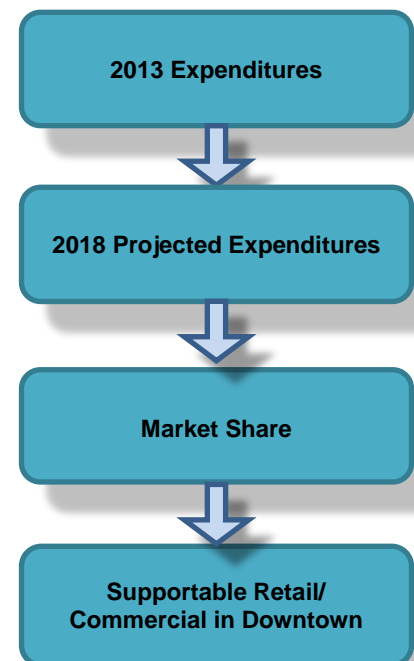 2013 Expenditures
2018 Projected Expenditures
Market Share
Supportable Retail/
Commercial in Downtown